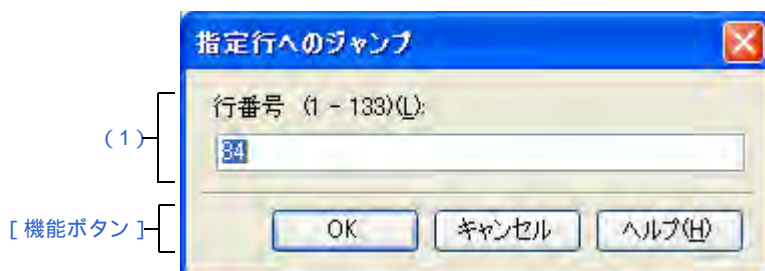 指定行へのジャンプ
行番号 (1 - 133)(L):
(1)
84
[機能ボタン]
OK キャンセル ヘルプ(H)